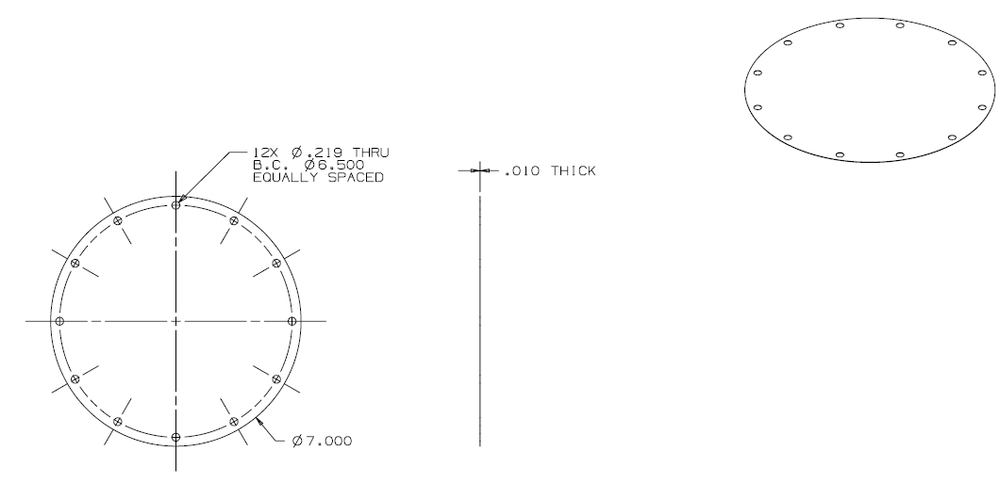 12X Ø.219 THRU
B.C. Ø6.500
EQUALLY SPACED
.010 THICK
Ø7.000